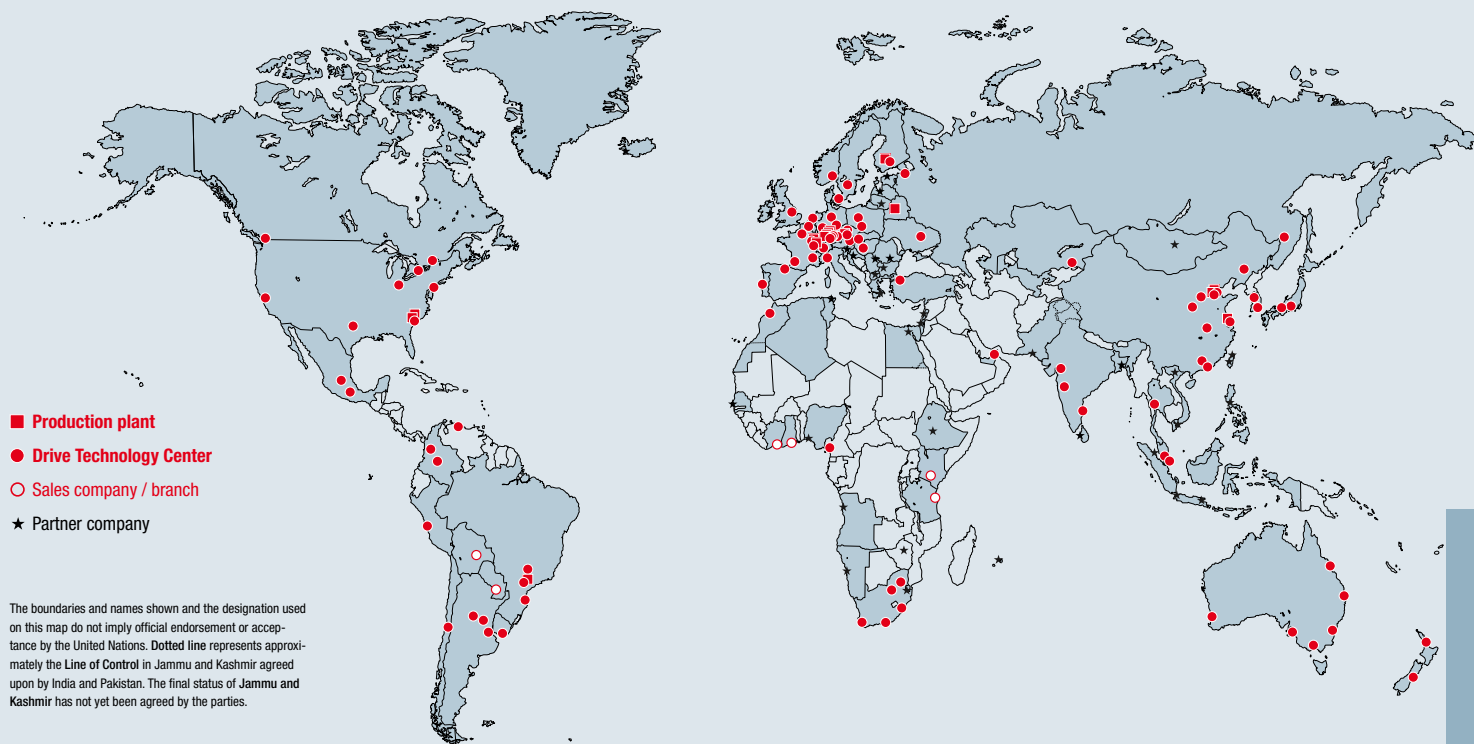 Production plant
Drive Technology Center
Sales company / branch
Partner company
The boundaries and names shown and the designation used
on this map do not imply official endorsement or accep-
tance by the United Nations. Dotted line represents approxi-
mately the Line of Control in Jammu and Kashmir agreed
upon by India and Pakistan. The final status of Jammu and
Kashmir has not yet been agreed by the parties.